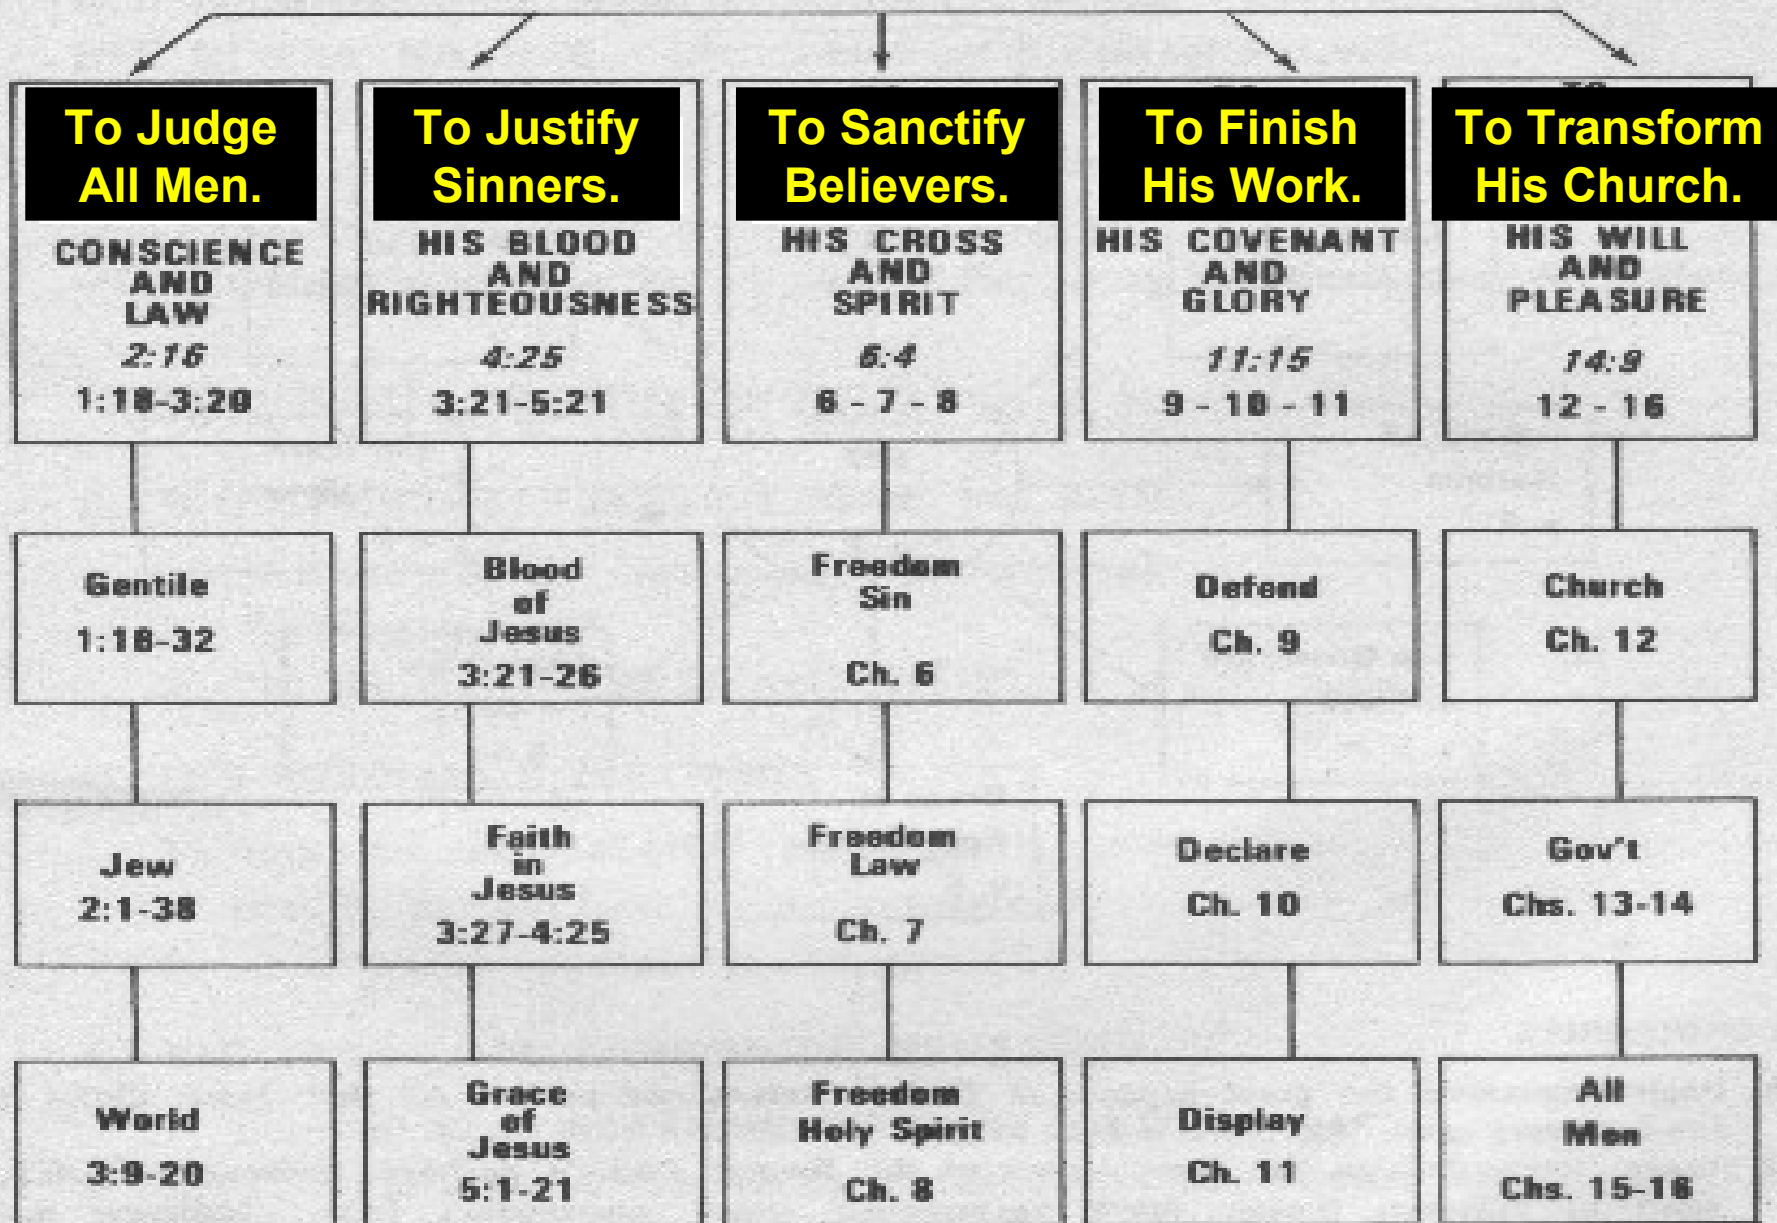 To Judge
All Men.
CONSCIENCE
AND
LAW
2:16
1:18-3:20
To Justify
Sinners.
HIS BLOOD
AND
RIGHTEOUSNESS
4:25
3:21-5:21
To Sanctify
Believers.
HIS CROSS
AND
SPIRIT
6:4
6 - 7 - 8
To Finish
His Work.
HIS COVENANT
AND
GLORY
11:15
9 - 10 - 11
To Transform
His Church.
HIS WILL
AND
PLEASURE
14:9
12 - 16
Gentile
1:18-32
Blood
of
Jesus
3:21-26
Freedom
Sin
Ch. 6
Defend
Ch. 9
Church
Ch. 12
Jew
2:1-38
Faith
in
Jesus
3:27-4:25
Freedom
Law
Ch. 7
Declare
Ch. 10
Gov't
Chs. 13-14
World
3:9-20
Grace
of
Jesus
5:1-21
Freedom
Holy Spirit
Ch. 8
Display
Ch. 11
All
Men
Chs. 15-16